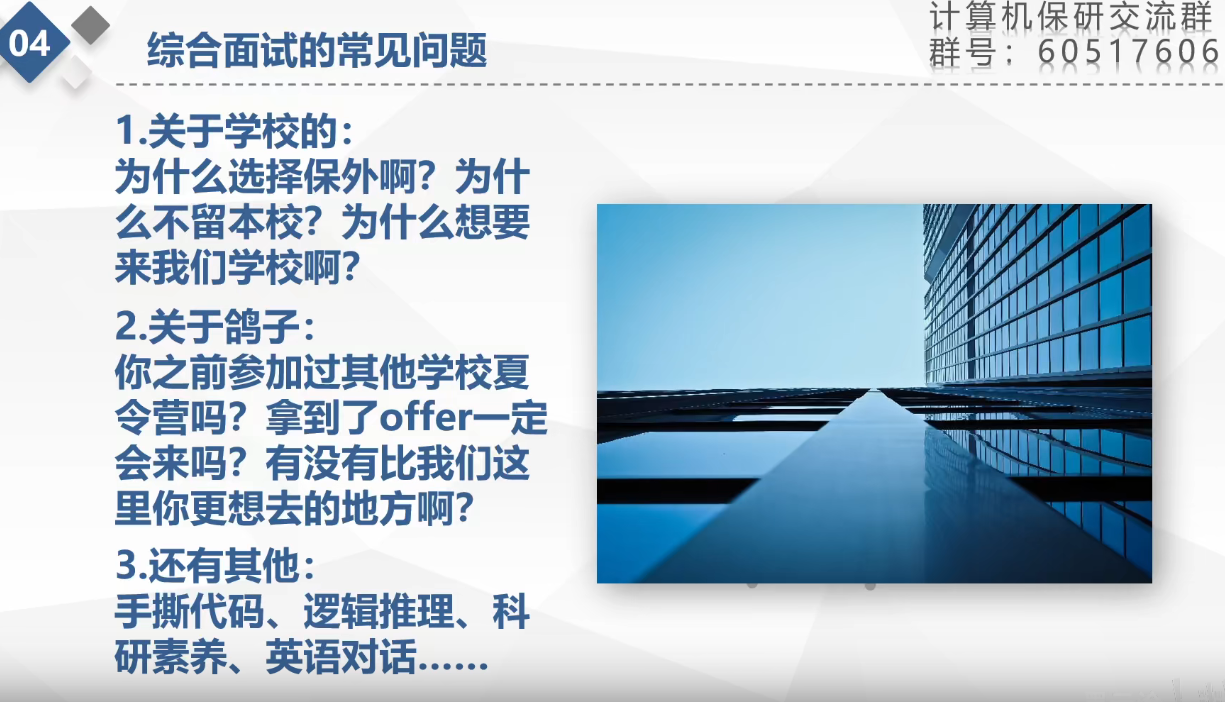 计算机保研交流群
群号：60517606
04
综合面试的常见问题
1.关于学校的：
为什么选择保外啊？为什
么不留本校？为什么想要
来我们学校啊？
2.关于鸽子：
你之前参加过其他学校夏
令营吗？拿到了offer一定
会来吗？有没有比我们这
里你更想去的地方啊？
3.还有其他：
手撕代码、逻辑推理、科
研素养、英语对话……